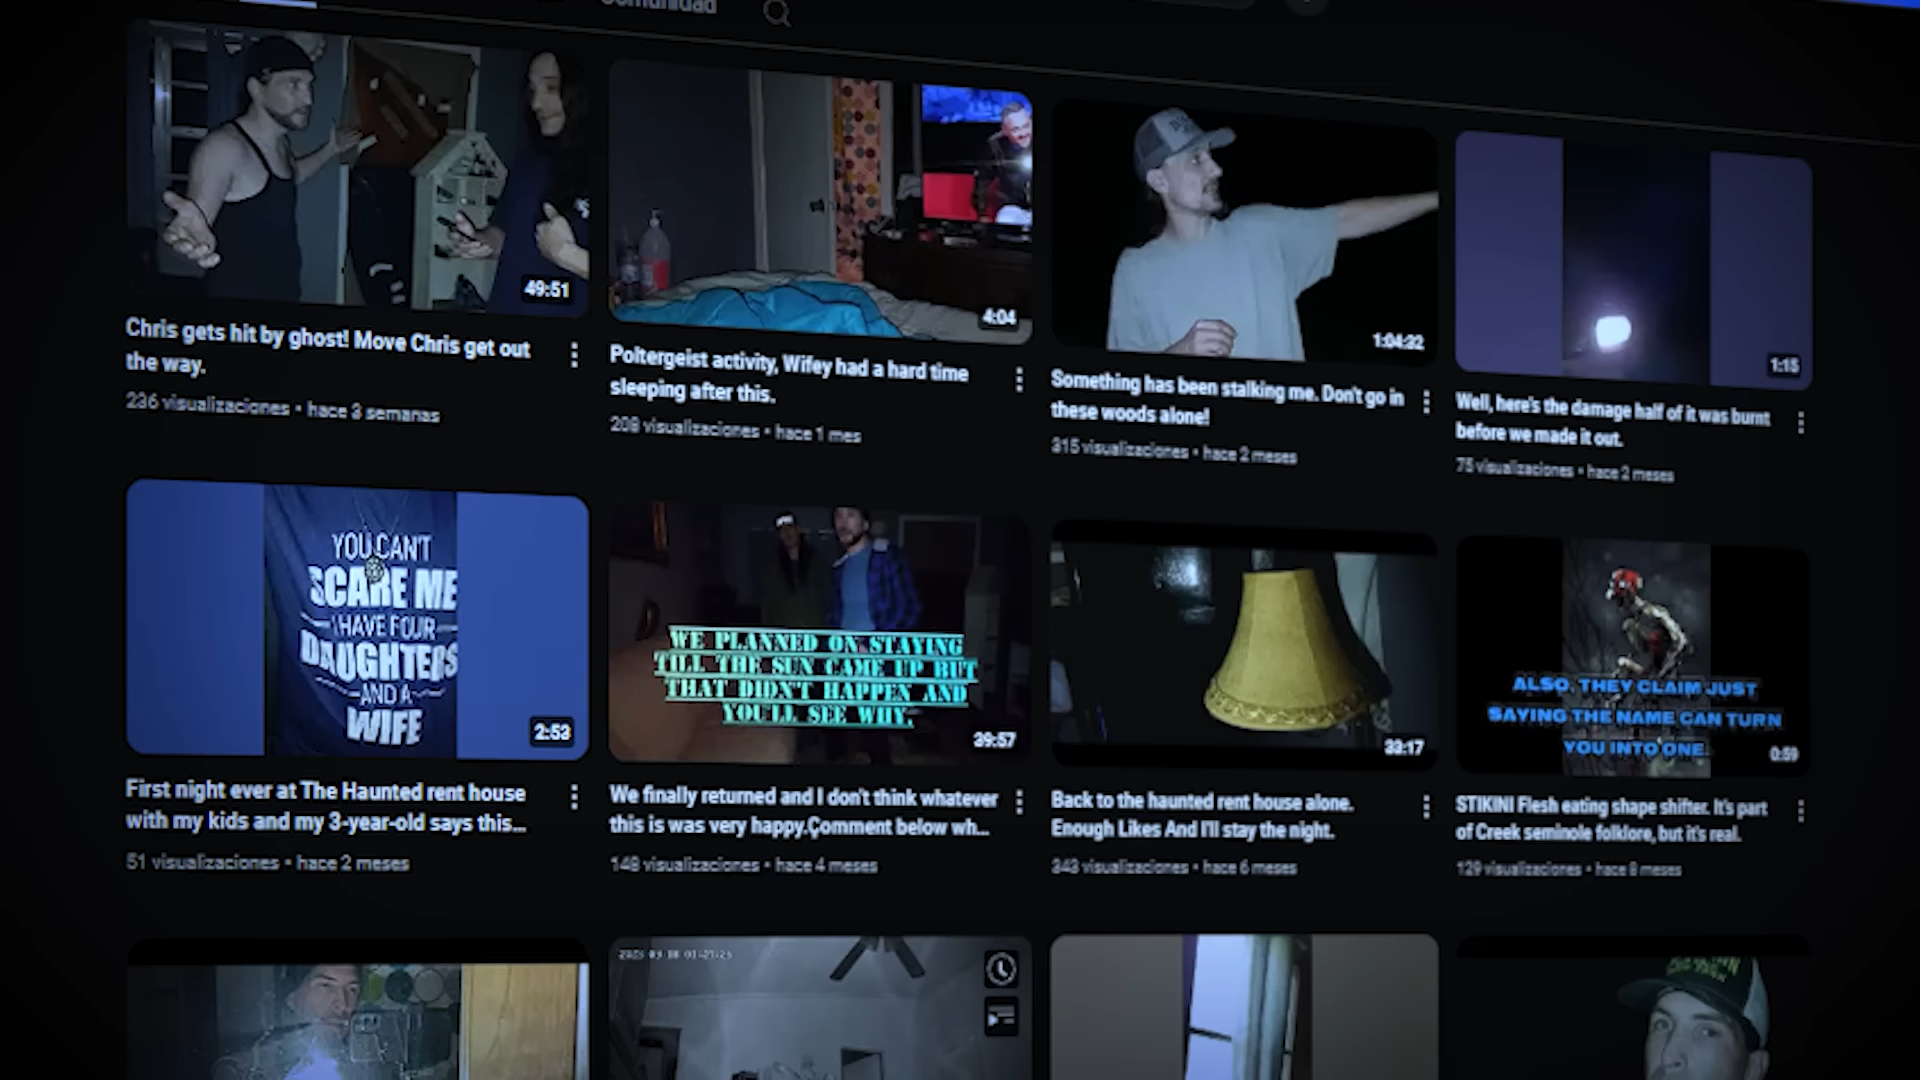 Comunidad
49:51
4:04
1:04:32
1:15
Chris gets hit by ghost! Move Chris get out
the way.
236 visualizaciones • hace 3 semanas
Poltergeist activity, Wifey had a hard time
sleeping after this.
208 visualizaciones • hace 1 mes
Something has been stalking me. Don't go in
these woods alone!
315 visualizaciones • hace 2 meses
Well, here's the damage half of it was burnt
before we made it out.
75 visualizaciones • hace 2 meses
YOU CAN'T
SCARE ME
I HAVE FOUR
DAUGHTERS
AND A
WIFE
2:53
WE PLANNED ON STAYING
TILL THE SUN CAME UP BUT
THAT DIDN'T HAPPEN AND
YOU'LL SEE WHY.
39:57
33:17
ALSO, THEY CLAIM JUST
SAYING THE NAME CAN TURN
YOU INTO ONE.
0:59
First night ever at The Haunted rent house
with my kids and my 3-year-old says this...
51 visualizaciones • hace 2 meses
We finally returned and I don't think whatever
this is was very happy.Çomment below wh...
148 visualizaciones • hace 4 meses
Back to the haunted rent house alone.
Enough Likes And I'll stay the night.
343 visualizaciones • hace 6 meses
STIKINI Flesh eating shape shifter. It's part
of Creek seminole folklore, but it's real.
129 visualizaciones • hace 8 meses